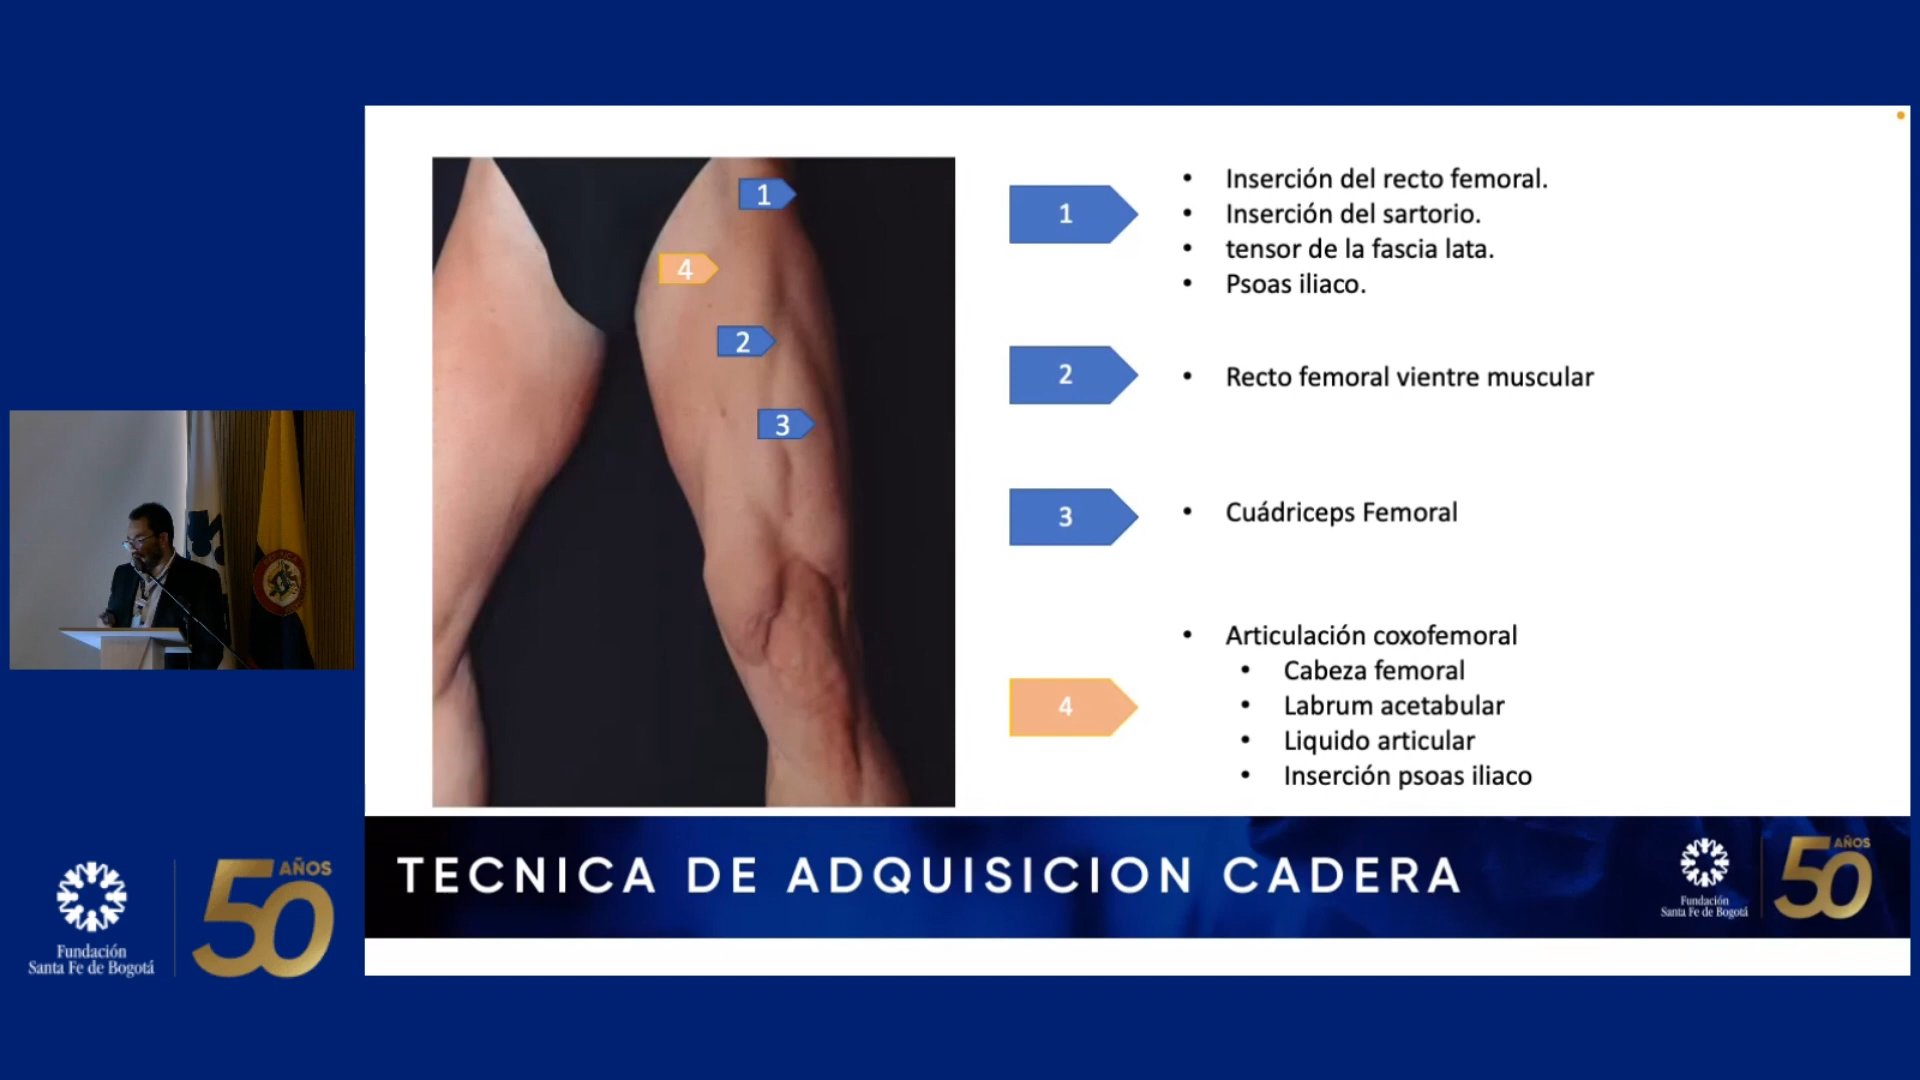 1
4
2
3
1
• Inserción del recto femoral.
• Inserción del sartorio.
• tensor de la fascia lata.
• Psoas iliaco.
2
• Recto femoral vientre muscular
3
• Cuádriceps Femoral
4
• Articulación coxofemoral
• Cabeza femoral
• Labrum acetabular
• Liquido articular
• Inserción psoas iliaco
TECNICA DE ADQUISICION CADERA
Fundación
Santa Fe de Bogotá
50 AÑOS
Fundación
Santa Fe de Bogotá
50 AÑOS